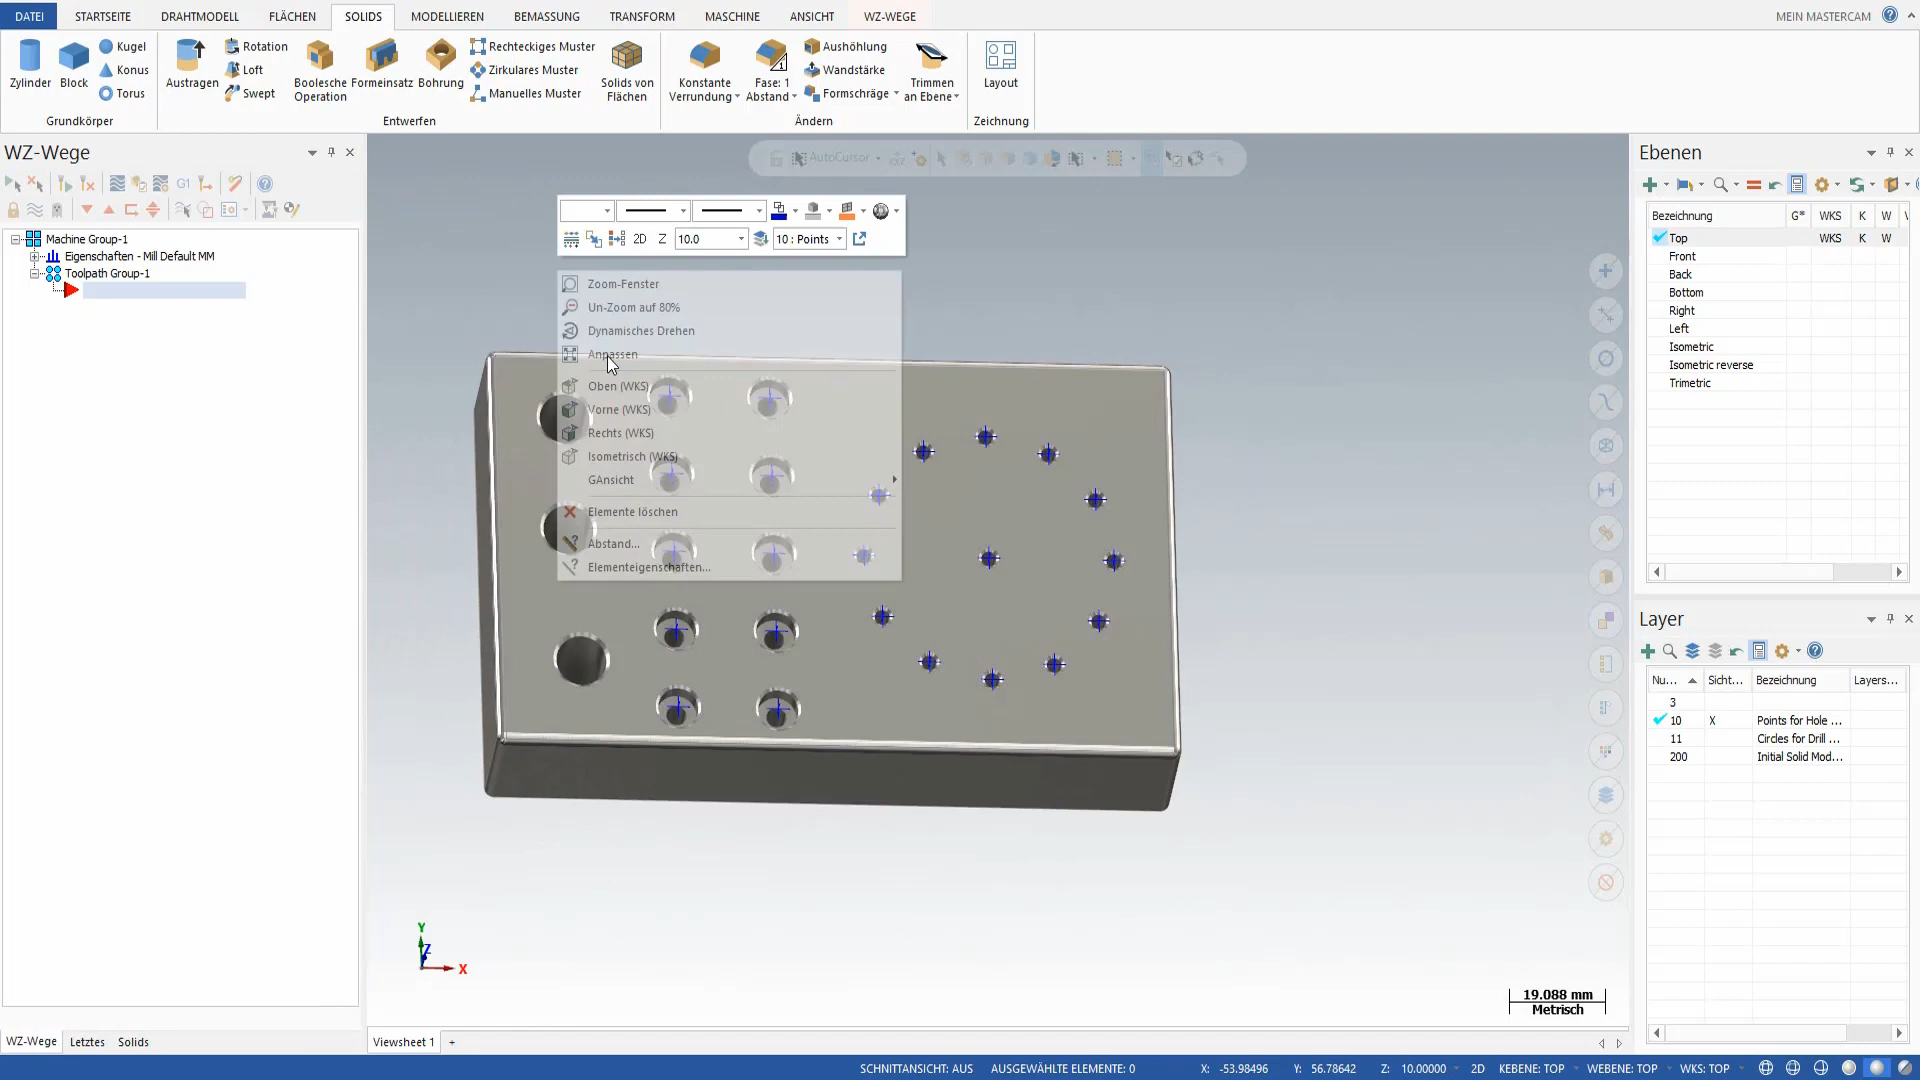 DATEI STARTSEITE DRAHTMODELL FLÄCHEN SOLIDS MODELLIEREN BEMASSUNG TRANSFORM MASCHINE ANSICHT WZ-WEGE MEIN MASTERCAM
Zylinder Block Kugel Konus Torus
Grundkörper
Austragen Rotation Loft Swept
Boolesche Operation Formeinsatz Bohrung
Rechteckiges Muster
Zirkulares Muster
Manuelles Muster
Solids von Flächen
Entwerfen
Konstante Verrundung Fase: 1 Abstand
Aushöhlung
Wandstärke
Formschräge
Trimmen an Ebene
Ändern
Layout
Zeichnung
WZ-Wege
G1
Machine Group-1
Eigenschaften - Mill Default MM
Toolpath Group-1
WZ-Wege Letztes Solids
AutoCursor
2D Z 10.0 10 : Points
Zoom-Fenster
Un-Zoom auf 80%
Dynamisches Drehen
Anpassen
Oben (WKS)
Vorne (WKS)
Rechts (WKS)
Isometrisch (WKS)
GAnsicht
Elemente löschen
Abstand...
Elementeigenschaften...
Y
Z
X
19.088 mm
Metrisch
Viewsheet 1 +
Ebenen
Bezeichnung G* WKS K W
Top WKS K W
Front
Back
Bottom
Right
Left
Isometric
Isometric reverse
Trimetric
Layer
Nu... Sicht... Bezeichnung Layers...
3
10 X Points for Hole ...
11 Circles for Drill ...
200 Initial Solid Mod...
SCHNITTANSICHT: AUS AUSGEWÄHLTE ELEMENTE: 0 X: -53.98496 Y: 56.78642 Z: 10.00000 2D KEBENE: TOP WEBENE: TOP WKS: TOP